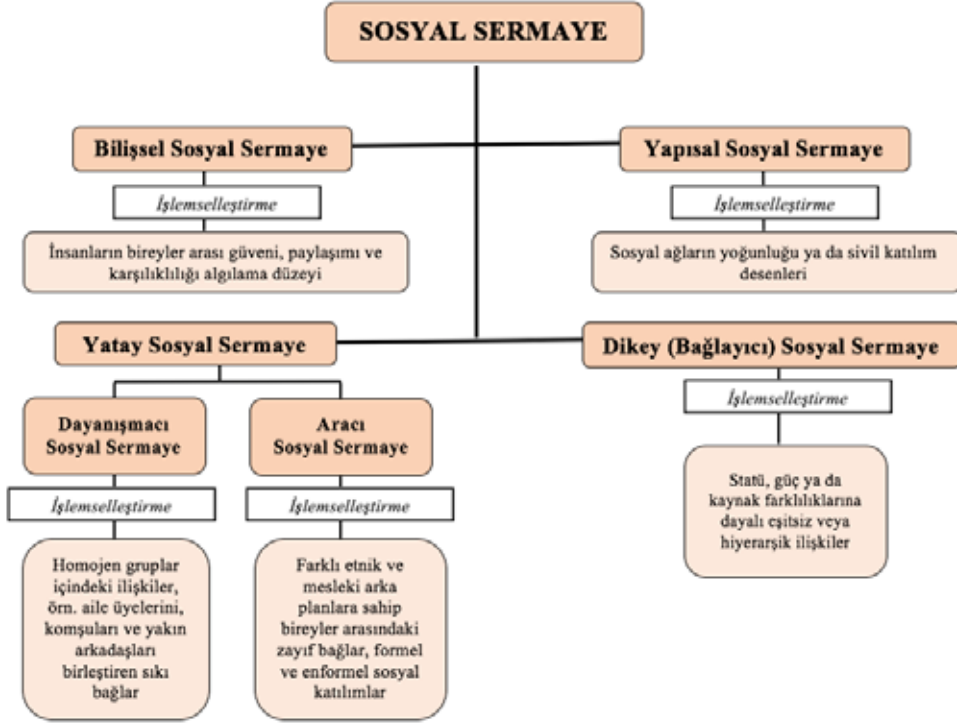 SOSYAL SERMAYE
Bilişsel Sosyal Sermaye
İşlemselleştirme
İnsanların bireyler arası güveni, paylaşımı ve
karşılıklılığı algılama düzeyi
Yapısal Sosyal Sermaye
İşlemselleştirme
Sosyal ağların yoğunluğu ya da sivil katılım
desenleri
Yatay Sosyal Sermaye
Dayanışmacı
Sosyal Sermaye
İşlemselleştirme
Homojen gruplar
içindeki ilişkiler,
örn. aile üyelerini,
komşuları ve yakın
arkadaşları
birleştiren sıkı
bağlar
Aracı
Sosyal Sermaye
İşlemselleştirme
Farklı etnik ve
mesleki arka
planlara sahip
bireyler arasındaki
zayıf bağlar, formel
ve enformel sosyal
katılımlar
Dikey (Bağlayıcı) Sosyal Sermaye
İşlemselleştirme
Statü, güç ya da
kaynak farklılıklarına
dayalı eşitsiz veya
hiyerarşik ilişkiler